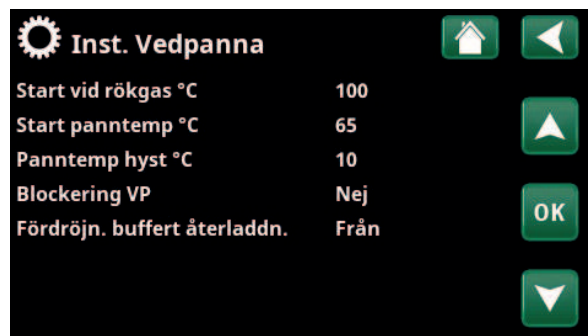 Inst. Vedpanna
Start vid rökgas °C 100
Start panntemp °C 65
Panntemp hyst °C 10
Blockering VP Nej
Fördröjn. buffert återladdn. Från
OK